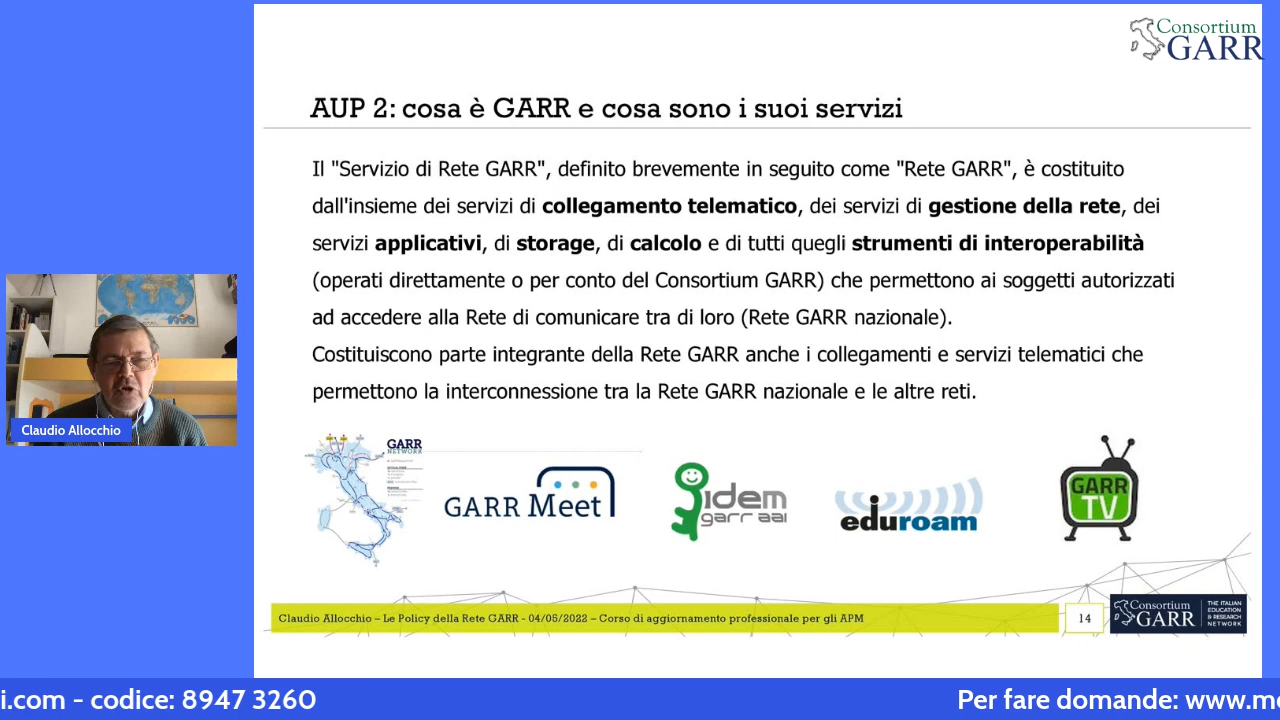 Consortium
GARR
AUP 2: cosa è GARR e cosa sono i suoi servizi
Il "Servizio di Rete GARR", definito brevemente in seguito come "Rete GARR", è costituito
dall'insieme dei servizi di collegamento telematico, dei servizi di gestione della rete, dei
servizi applicativi, di storage, di calcolo e di tutti quegli strumenti di interoperabilità
(operati direttamente o per conto del Consortium GARR) che permettono ai soggetti autorizzati
ad accedere alla Rete di comunicare tra di loro (Rete GARR nazionale).
Costituiscono parte integrante della Rete GARR anche i collegamenti e servizi telematici che
permettono la interconnessione tra la Rete GARR nazionale e le altre reti.
Claudio Allocchio
GARR
NETWORK
GARR Meet
idem
garr aai
eduroam
GARR
TV
Claudio Allocchio – Le Policy della Rete GARR - 04/05/2022 – Corso di aggiornamento professionale per gli APM
14
Consortium
GARR
THE ITALIAN
EDUCATION
& RESEARCH
NETWORK
i.com - codice: 8947 3260
Per fare domande: www.me